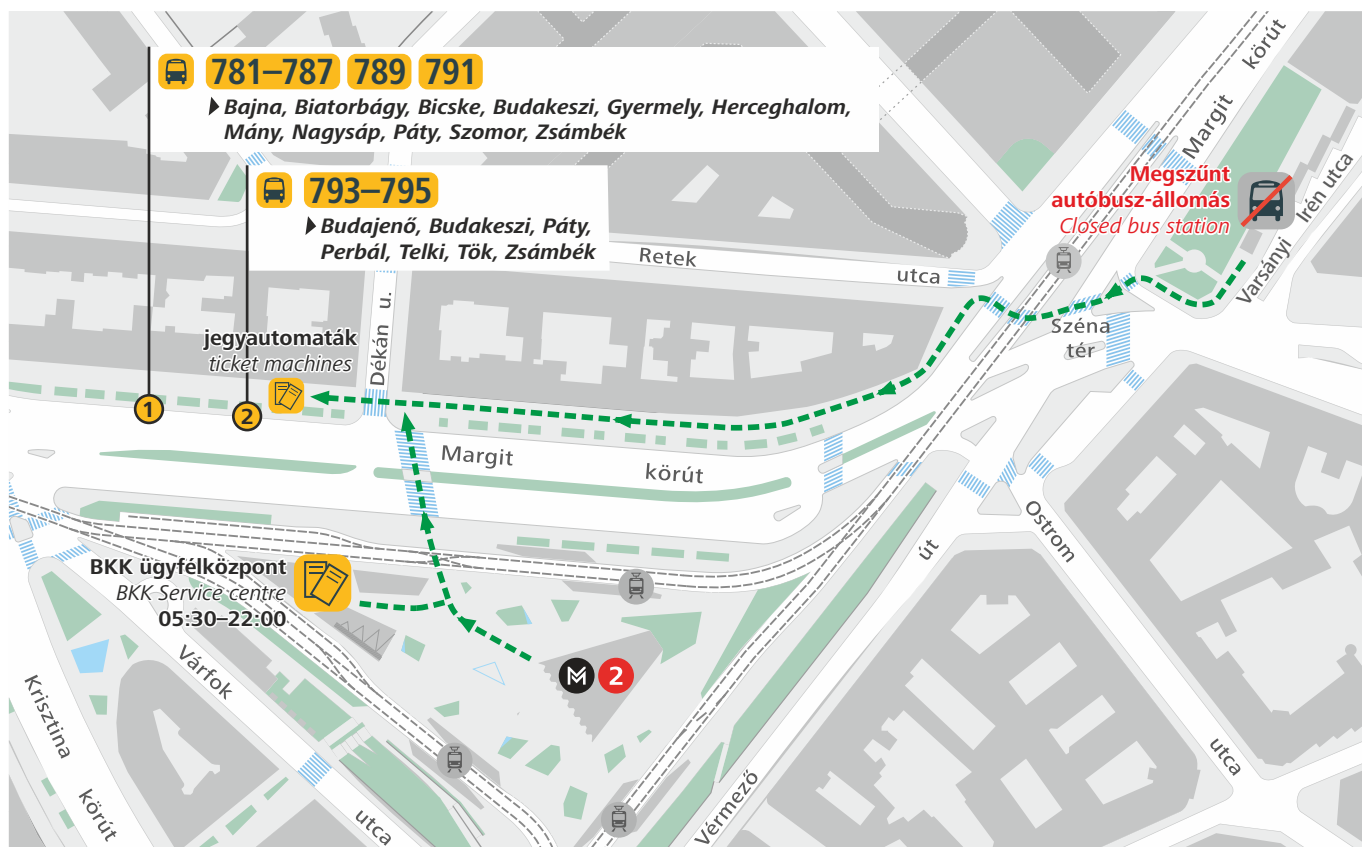 781–787 789 791
Bajna, Biatorbágy, Bicske, Budakeszi, Gyermely, Herceghalom,
Mány, Nagysáp, Páty, Szomor, Zsámbék
793–795
Budajenő, Budakeszi, Páty,
Perbál, Telki, Tök, Zsámbék
Margit
körút
Megszűnt
autóbusz-állomás
Closed bus station
Varsányi
Irén utca
Retek
utca
Széna
tér
Dékán u.
jegyautomaták
ticket machines
1
2
Margit
körút
Ostrom
utca
BKK ügyfélközpont
BKK Service centre
05:30–22:00
M 2
Krisztina
körút
Várfok
utca
Vérmező
út